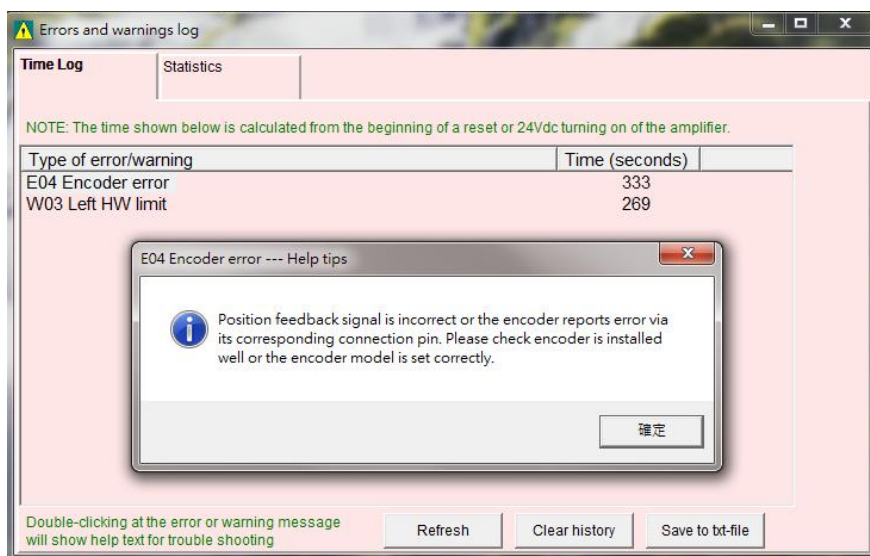 Errors and warnings log
Time Log Statistics
NOTE: The time shown below is calculated from the beginning of a reset or 24Vdc turning on of the amplifier.
Type of error/warning Time (seconds)
E04 Encoder error 333
W03 Left HW limit 269
E04 Encoder error --- Help tips
Position feedback signal is incorrect or the encoder reports error via
its corresponding connection pin. Please check encoder is installed
well or the encoder model is set correctly.
確定
Double-clicking at the error or warning message
will show help text for trouble shooting
Refresh Clear history Save to txt-file